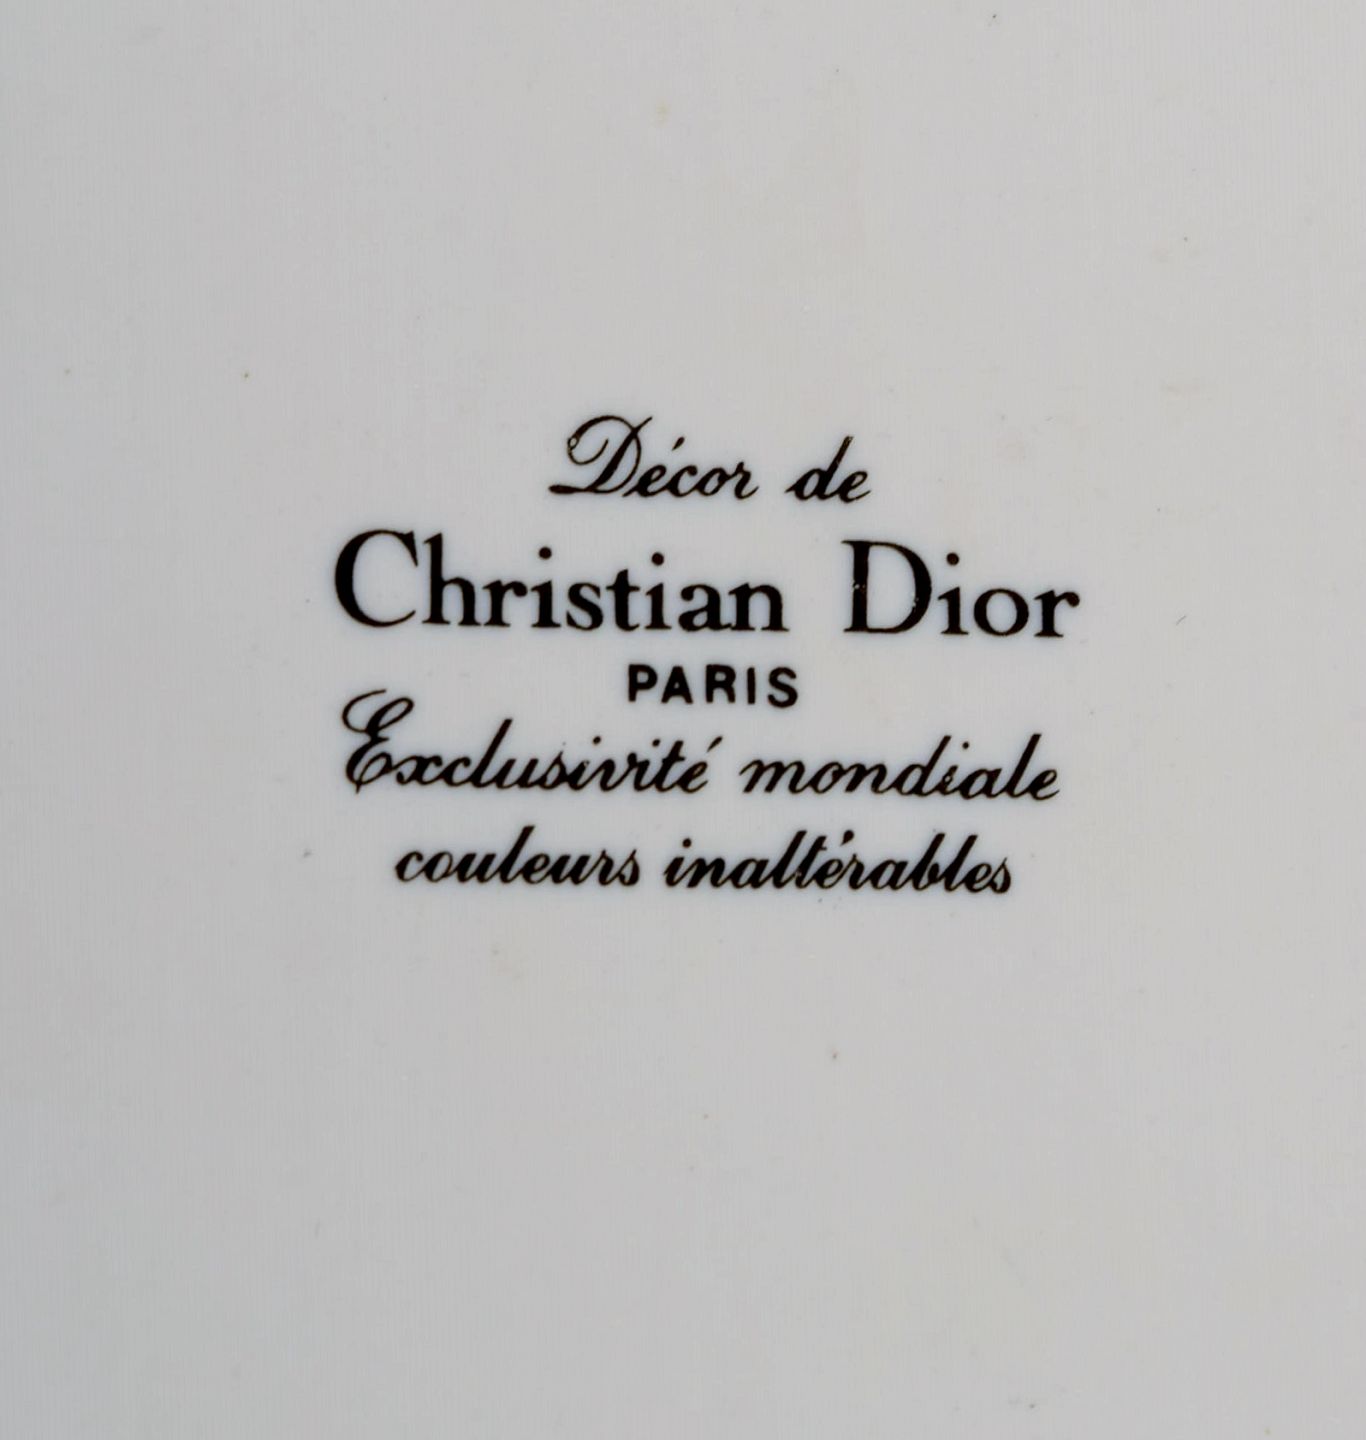 Décor de
Christian Dior
PARIS
Exclusivité mondiale
couleurs inaltérables